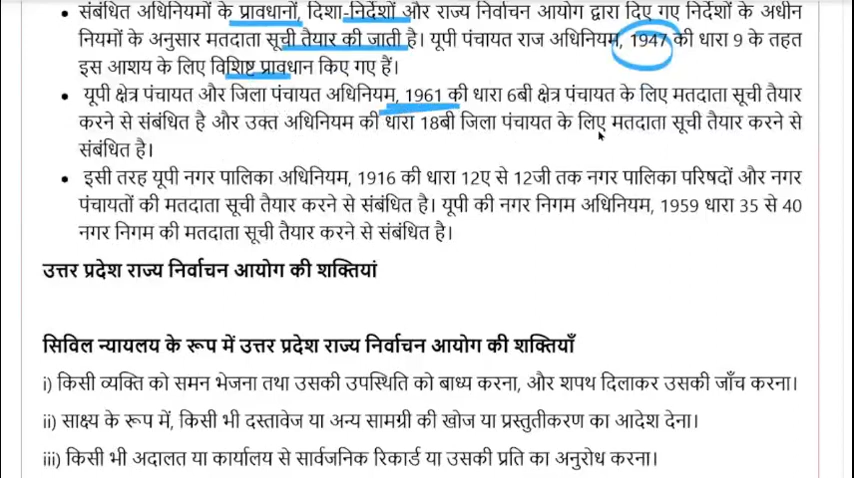 संबंधित अधिनियमों के प्रावधानों, दिशा-निर्देशों और राज्य निर्वाचन आयोग द्वारा दिए गए निर्देशों के अधीन
नियमों के अनुसार मतदाता सूची तैयार की जाती है। यूपी पंचायत राज अधिनियम, 1947 की धारा 9 के तहत
इस आशय के लिए विशिष्ट प्रावधान किए गए हैं।
• यूपी क्षेत्र पंचायत और जिला पंचायत अधिनियम, 1961 की धारा 6बी क्षेत्र पंचायत के लिए मतदाता सूची तैयार
करने से संबंधित है और उक्त अधिनियम की धारा 18बी जिला पंचायत के लिए मतदाता सूची तैयार करने से
संबंधित है।
• इसी तरह यूपी नगर पालिका अधिनियम, 1916 की धारा 12ए से 12जी तक नगर पालिका परिषदों और नगर
पंचायतों की मतदाता सूची तैयार करने से संबंधित है। यूपी की नगर निगम अधिनियम, 1959 धारा 35 से 40
नगर निगम की मतदाता सूची तैयार करने से संबंधित है।
उत्तर प्रदेश राज्य निर्वाचन आयोग की शक्तियां
सिविल न्यायलय के रूप में उत्तर प्रदेश राज्य निर्वाचन आयोग की शक्तियाँ
i) किसी व्यक्ति को समन भेजना तथा उसकी उपस्थिति को बाध्य करना, और शपथ दिलाकर उसकी जाँच करना।
ii) साक्ष्य के रूप में, किसी भी दस्तावेज या अन्य सामग्री की खोज या प्रस्तुतीकरण का आदेश देना।
iii) किसी भी अदालत या कार्यालय से सार्वजनिक रिकार्ड या उसकी प्रति का अनुरोध करना।